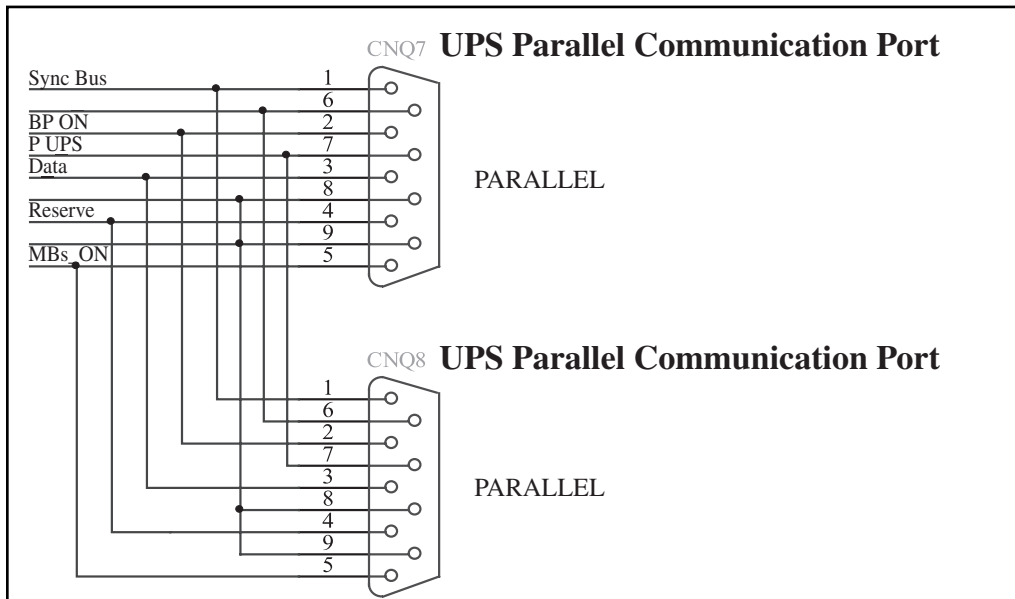 CNQ7 UPS Parallel Communication Port
Sync Bus 1
6
BP ON 2
P UPS 7
Data 3
8
Reserve 4
9
MBs_ON 5
PARALLEL
CNQ8 UPS Parallel Communication Port
1
6
2
7
3
8
4
9
5
PARALLEL